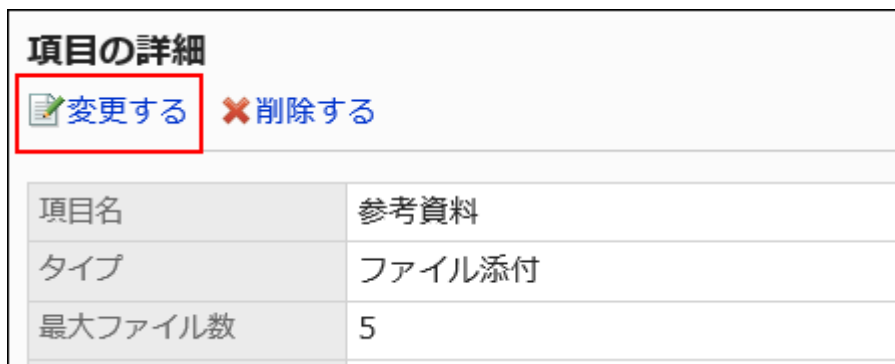 項目の詳細
変更する 削除する
項目名 参考資料
タイプ ファイル添付
最大ファイル数 5